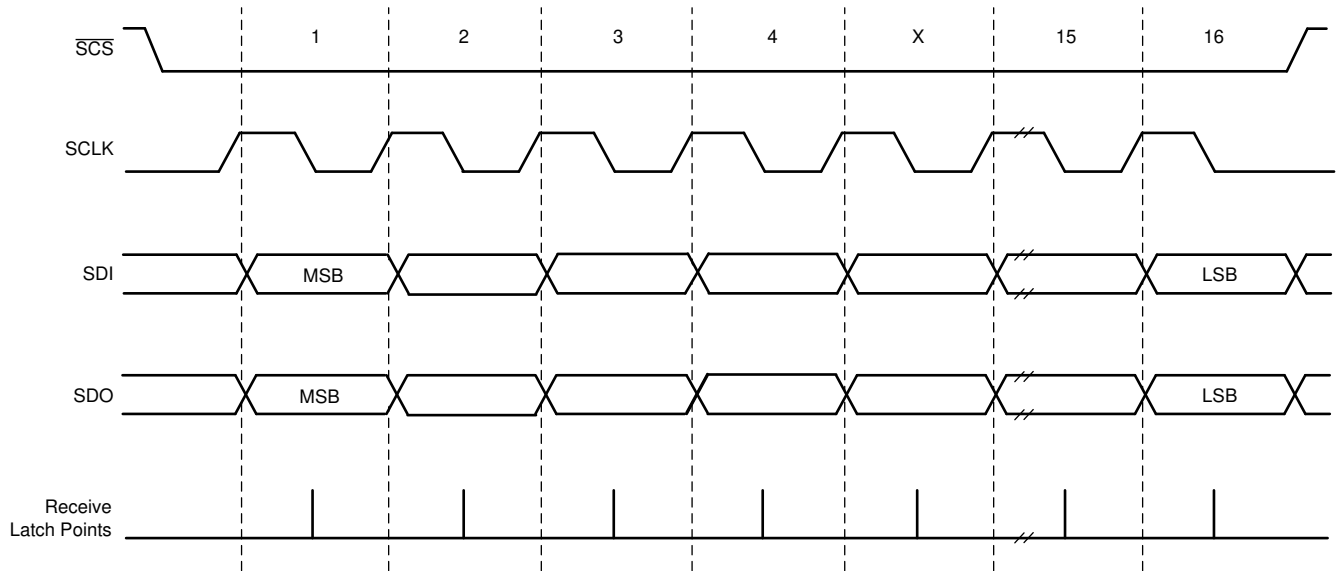 SCS
1 2 3 4 X 15 16
SCLK
SDI
MSB LSB
SDO
MSB LSB
Receive
Latch Points